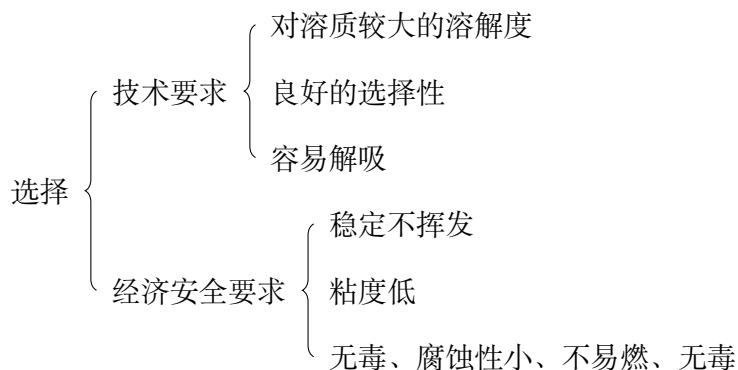 对溶质较大的溶解度
技术要求
良好的选择性
容易解吸
选择
稳定不挥发
经济安全要求
粘度低
无毒、腐蚀性小、不易燃、无毒